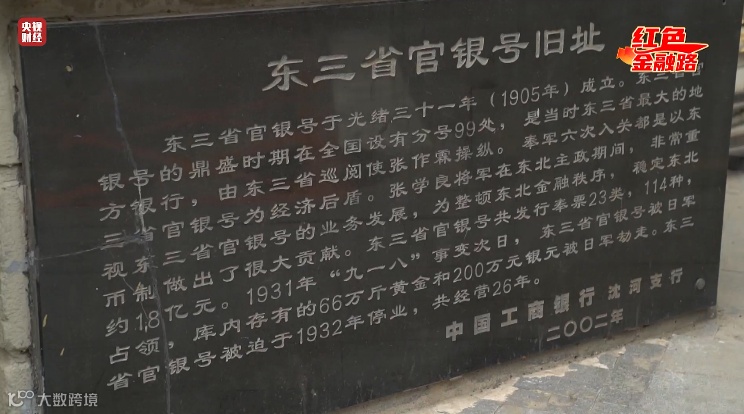 央视财经
红色
金融路
东三省官银号旧址
东三省官银号于光绪三十一年（1905年）成立。东三省官
银号的鼎盛时期在全国设有分号99处，是当时东三省最大的地
方银行，由东三省巡阅使张作霖操纵。奉军六次入关都是以东
三省官银号为经济后盾。张学良将军在东北主政期间，非常重
视东三省官银号的业务发展，为整顿东北金融秩序，稳定东北
币制做出了很大贡献。东三省官银号共发行奉票23类，114种，
约1.8亿元。1931年“九一八”事变次日，东三省官银号被日军
占领，库内存有的66万斤黄金和200万元银元被日军劫走。东三
省官银号被迫于1932年停业，共经营26年。
中国工商银行 沈河支行
二〇〇二年
大数跨境